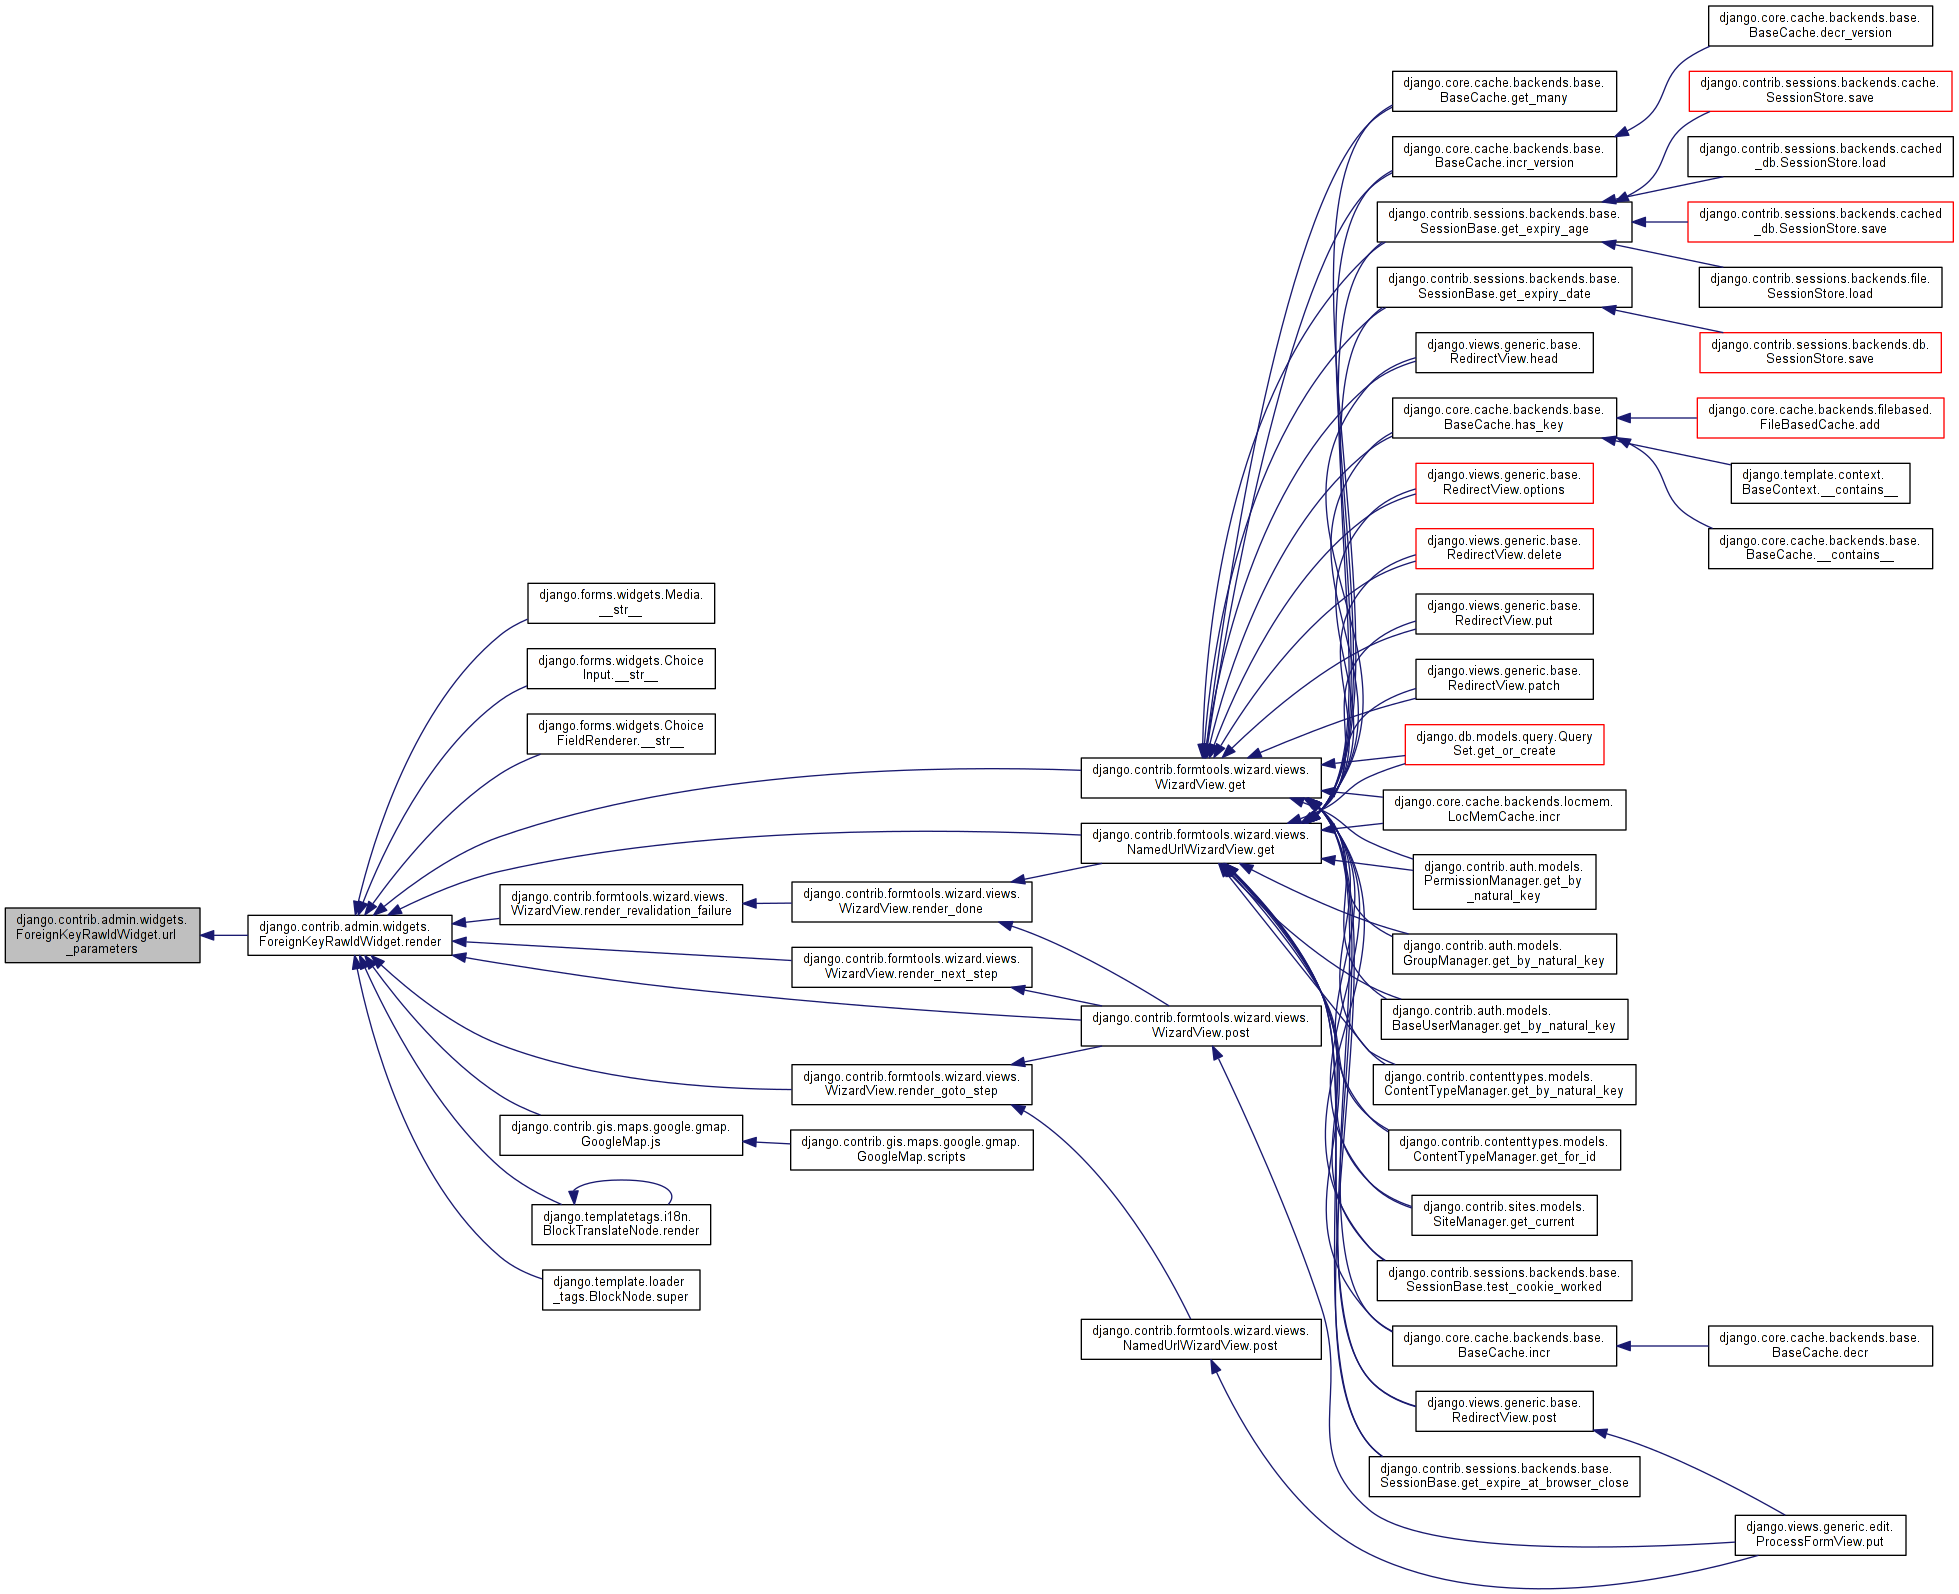 django.contrib.admin.widgets.
ForeignKeyRawIdWidget.url
_parameters
django.contrib.admin.widgets.
ForeignKeyRawIdWidget.render
django.forms.widgets.Media.
__str__
django.forms.widgets.Choice
Input.__str__
django.forms.widgets.Choice
FieldRenderer.__str__
django.contrib.formtools.wizard.views.
WizardView.render_revalidation_failure
django.contrib.gis.maps.google.gmap.
GoogleMap.js
django.templatetags.i18n.
BlockTranslateNode.render
django.template.loader
_tags.BlockNode.super
django.contrib.formtools.wizard.views.
WizardView.render_done
django.contrib.formtools.wizard.views.
WizardView.render_next_step
django.contrib.formtools.wizard.views.
WizardView.render_goto_step
django.contrib.gis.maps.google.gmap.
GoogleMap.scripts
django.contrib.formtools.wizard.views.
WizardView.get
django.contrib.formtools.wizard.views.
NamedUrlWizardView.get
django.contrib.formtools.wizard.views.
WizardView.post
django.contrib.formtools.wizard.views.
NamedUrlWizardView.post
django.core.cache.backends.base.
BaseCache.get_many
django.core.cache.backends.base.
BaseCache.incr_version
django.contrib.sessions.backends.base.
SessionBase.get_expiry_age
django.contrib.sessions.backends.base.
SessionBase.get_expiry_date
django.views.generic.base.
RedirectView.head
django.core.cache.backends.base.
BaseCache.has_key
django.views.generic.base.
RedirectView.options
django.views.generic.base.
RedirectView.delete
django.views.generic.base.
RedirectView.put
django.views.generic.base.
RedirectView.patch
django.db.models.query.Query
Set.get_or_create
django.core.cache.backends.locmem.
LocMemCache.incr
django.contrib.auth.models.
PermissionManager.get_by
_natural_key
django.contrib.auth.models.
GroupManager.get_by_natural_key
django.contrib.auth.models.
BaseUserManager.get_by_natural_key
django.contrib.contenttypes.models.
ContentTypeManager.get_by_natural_key
django.contrib.contenttypes.models.
ContentTypeManager.get_for_id
django.contrib.sites.models.
SiteManager.get_current
django.contrib.sessions.backends.base.
SessionBase.test_cookie_worked
django.core.cache.backends.base.
BaseCache.incr
django.views.generic.base.
RedirectView.post
django.contrib.sessions.backends.base.
SessionBase.get_expire_at_browser_close
django.core.cache.backends.base.
BaseCache.decr_version
django.contrib.sessions.backends.cache.
SessionStore.save
django.contrib.sessions.backends.cached
_db.SessionStore.load
django.contrib.sessions.backends.cached
_db.SessionStore.save
django.contrib.sessions.backends.file.
SessionStore.load
django.contrib.sessions.backends.db.
SessionStore.save
django.core.cache.backends.filebased.
FileBasedCache.add
django.template.context.
BaseContext.__contains__
django.core.cache.backends.base.
BaseCache.__contains__
django.core.cache.backends.base.
BaseCache.decr
django.views.generic.edit.
ProcessFormView.put